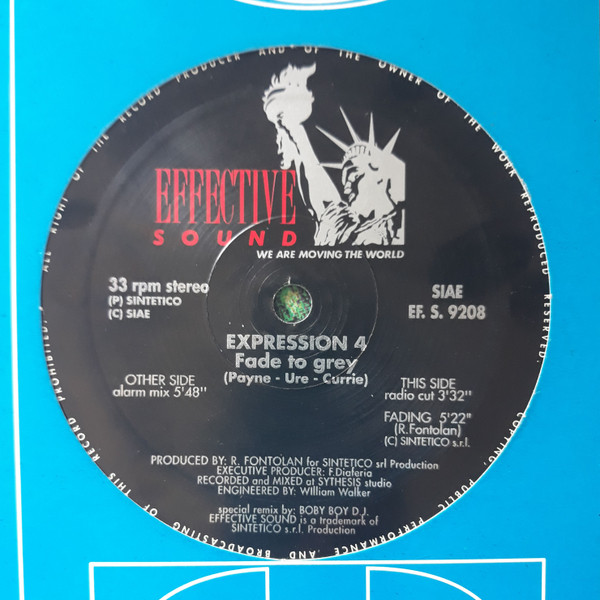 ALL RIGHT OF THE RECORD PRODUCER AND OF THE OWNER OF THE WORK REPRODUCED
COPYING, PUBLIC PERFORMANCE AND BROADCASTING OF THIS RECORD PROHIBITED.
EFFECTIVE
SOUND
WE ARE MOVING THE WORLD
33 rpm stereo
(P) SINTETICO
(C) SIAE
SIAE
EF. S. 9208
EXPRESSION 4
Fade to grey
(Payne - Ure - Currie)
OTHER SIDE
alarm mix 5'48''
THIS SIDE
radio cut 3'32''
FADING 5'22"
(R.Fontolan)
(C) SINTETICO s.r.l.
PRODUCED BY: R. FONTOLAN for SINTETICO srl Production
EXECUTIVE PRODUCER: F.Diaferia
RECORDED and MIXED at SYTHESIS studio
ENGINEERED BY: William Walker
special remix by: BOBY BOY D.J.
EFFECTIVE SOUND is a trademark of
SINTETICO s.r.l. Production